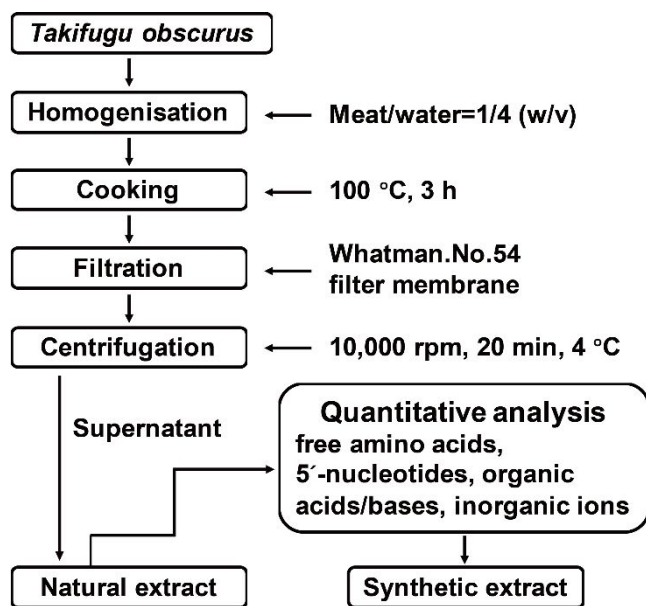 Takifugu obscurus
Homogenisation
Meat/water=1/4 (w/v)
Cooking
100 °C, 3 h
Filtration
Whatman.No.54
filter membrane
Centrifugation
10,000 rpm, 20 min, 4 °C
Supernatant
Quantitative analysis
free amino acids,
5´-nucleotides, organic
acids/bases, inorganic ions
Natural extract
Synthetic extract